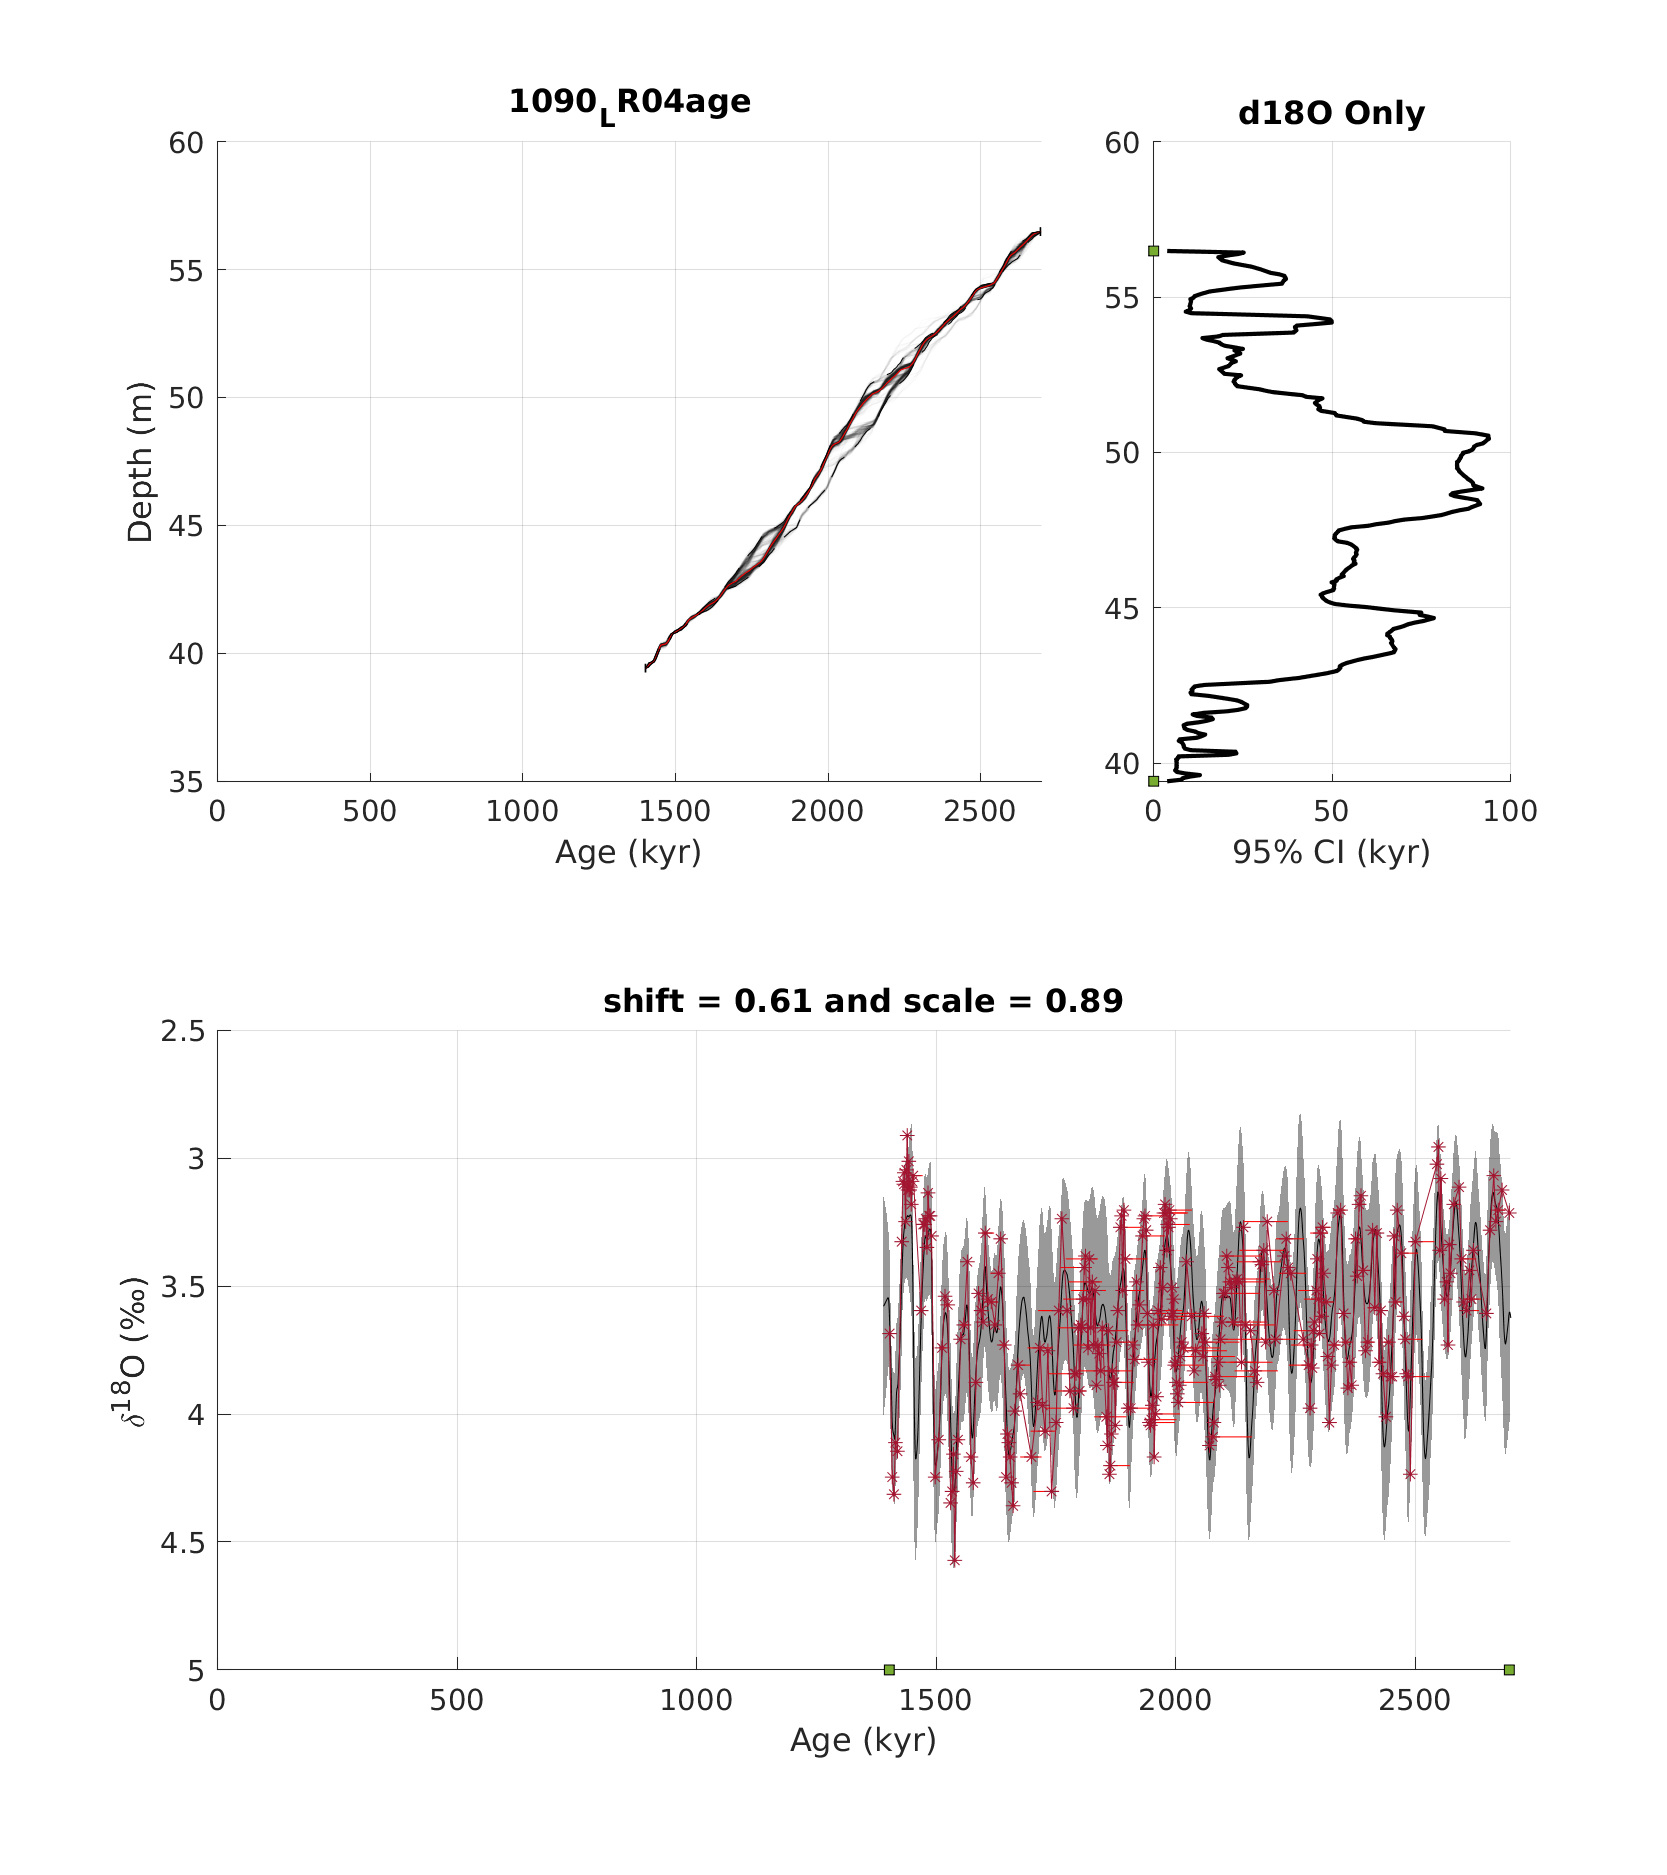 1090LR04age
d18O Only
60
55
50
45
40
35
Depth (m)
0 500 1000 1500 2000 2500
Age (kyr)
60
55
50
45
40
0 50 100
95% CI (kyr)
shift = 0.61 and scale = 0.89
2.5
3
3.5
4
4.5
5
δ18O (‰)
0 500 1000 1500 2000 2500
Age (kyr)